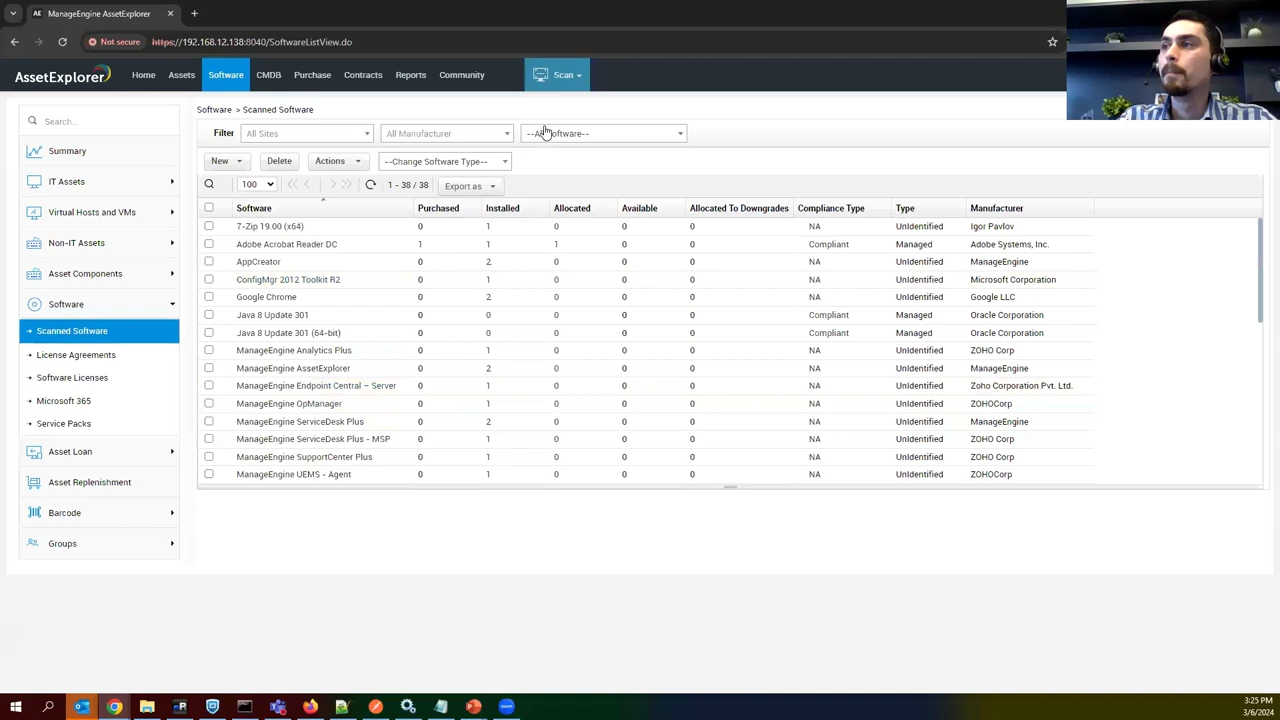 ManageEngine AssetExplorer
Not secure https://192.168.12.138:8040/SoftwareListView.do
AssetExplorer Home Assets Software CMDB Purchase Contracts Reports Community Scan
Software > Scanned Software
Search...
Filter All Sites All Manufacturer --All Software--
Summary
New Delete Actions --Change Software Type--
IT Assets
100 1 - 38 / 38 Export as
Virtual Hosts and VMs
Non-IT Assets
Asset Components
Software
Scanned Software
License Agreements
Software Licenses
Microsoft 365
Service Packs
Asset Loan
Asset Replenishment
Barcode
Groups
Software Purchased Installed Allocated Available Allocated To Downgrades Compliance Type Type Manufacturer
7-Zip 19.00 (x64) 0 1 0 0 0 NA UnIdentified Igor Pavlov
Adobe Acrobat Reader DC 1 1 1 0 0 Compliant Managed Adobe Systems, Inc.
AppCreator 0 2 0 0 0 NA UnIdentified ManageEngine
ConfigMgr 2012 Toolkit R2 0 1 0 0 0 NA UnIdentified Microsoft Corporation
Google Chrome 0 2 0 0 0 NA UnIdentified Google LLC
Java 8 Update 301 0 0 0 0 0 Compliant Managed Oracle Corporation
Java 8 Update 301 (64-bit) 0 0 0 0 0 Compliant Managed Oracle Corporation
ManageEngine Analytics Plus 0 1 0 0 0 NA UnIdentified ZOHO Corp
ManageEngine AssetExplorer 0 2 0 0 0 NA UnIdentified ManageEngine
ManageEngine Endpoint Central – Server 0 1 0 0 0 NA UnIdentified Zoho Corporation Pvt. Ltd.
ManageEngine OpManager 0 1 0 0 0 NA UnIdentified ZOHOCorp
ManageEngine ServiceDesk Plus 0 2 0 0 0 NA UnIdentified ManageEngine
ManageEngine ServiceDesk Plus - MSP 0 1 0 0 0 NA UnIdentified ZOHO Corp
ManageEngine SupportCenter Plus 0 1 0 0 0 NA UnIdentified ZOHO Corp
ManageEngine UEMS - Agent 0 1 0 0 0 NA UnIdentified ZOHOCorp
3:25 PM
3/6/2024